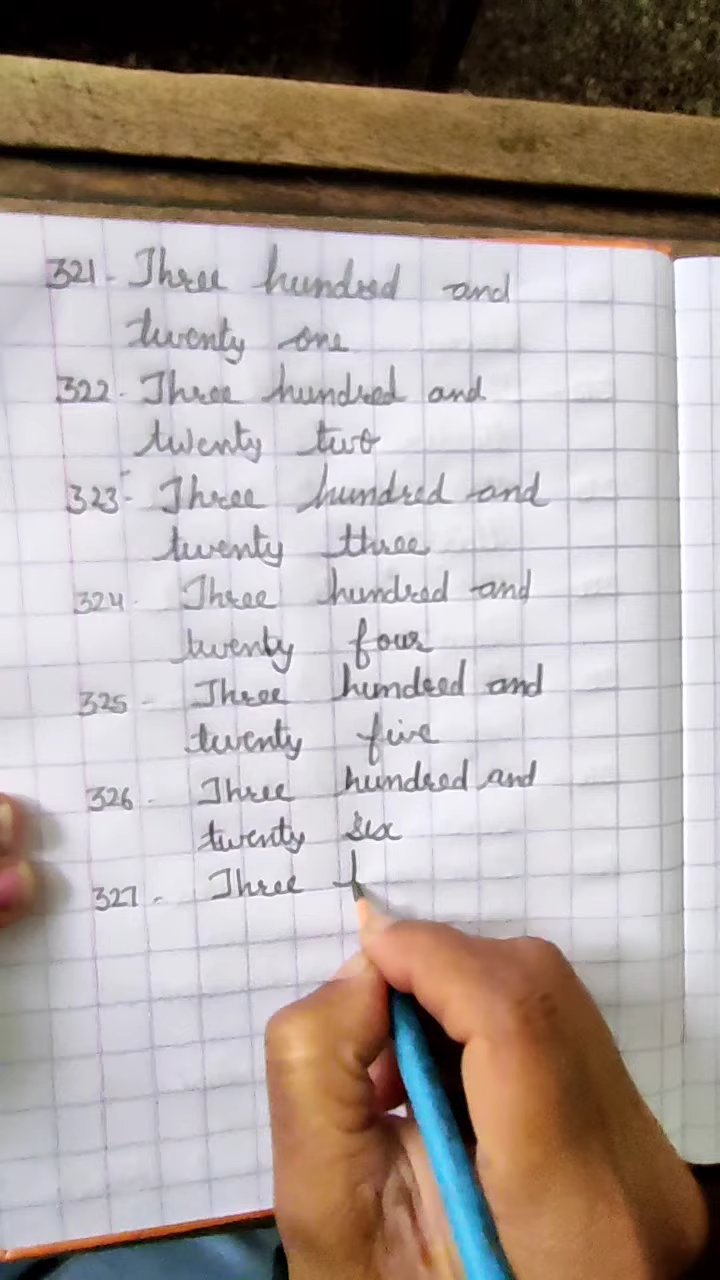 321- Three hundred and
twenty one
322- Three hundred and
twenty two
323- Three hundred and
twenty three
324- Three hundred and
twenty four
325- Three hundred and
twenty five
326- Three hundred and
twenty six
327- Three